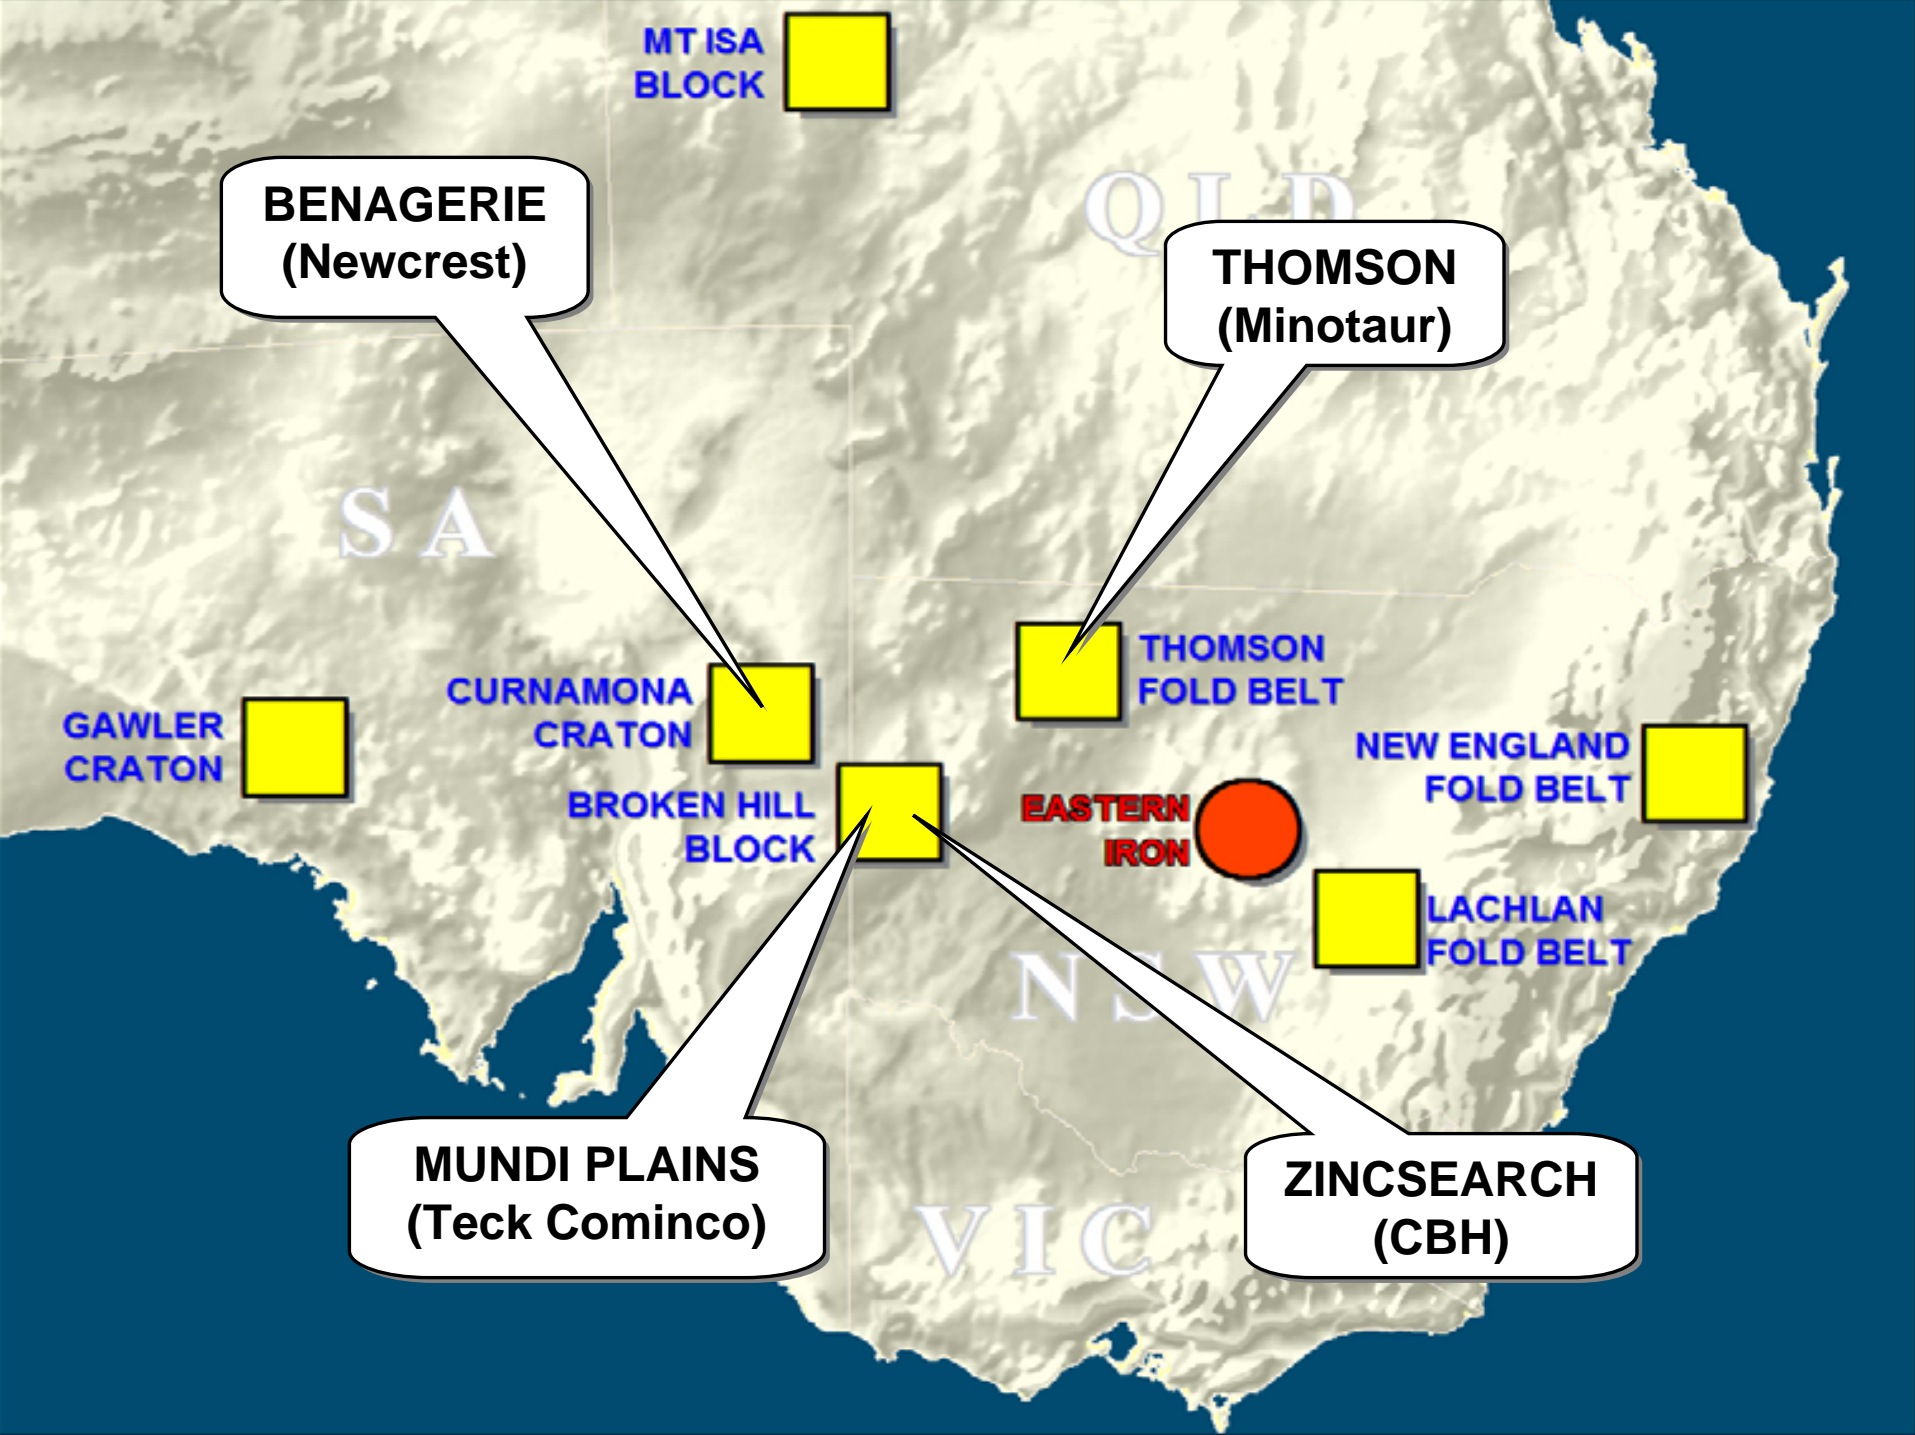 MT ISA
BLOCK
BENAGERIE
(Newcrest)
QLD
THOMSON
(Minotaur)
SA
THOMSON
FOLD BELT
CURNAMONA
CRATON
GAWLER
CRATON
NEW ENGLAND
FOLD BELT
BROKEN HILL
BLOCK
EASTERN
IRON
LACHLAN
FOLD BELT
NSW
MUNDI PLAINS
(Teck Cominco)
ZINCSEARCH
(CBH)
VIC